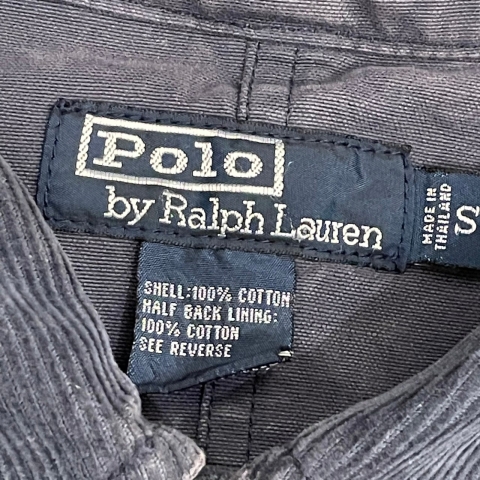 Polo
by Ralph Lauren
MADE IN
THAILAND
S
SHELL:100% COTTON
HALF BACK LINING:
100% COTTON
SEE REVERSE